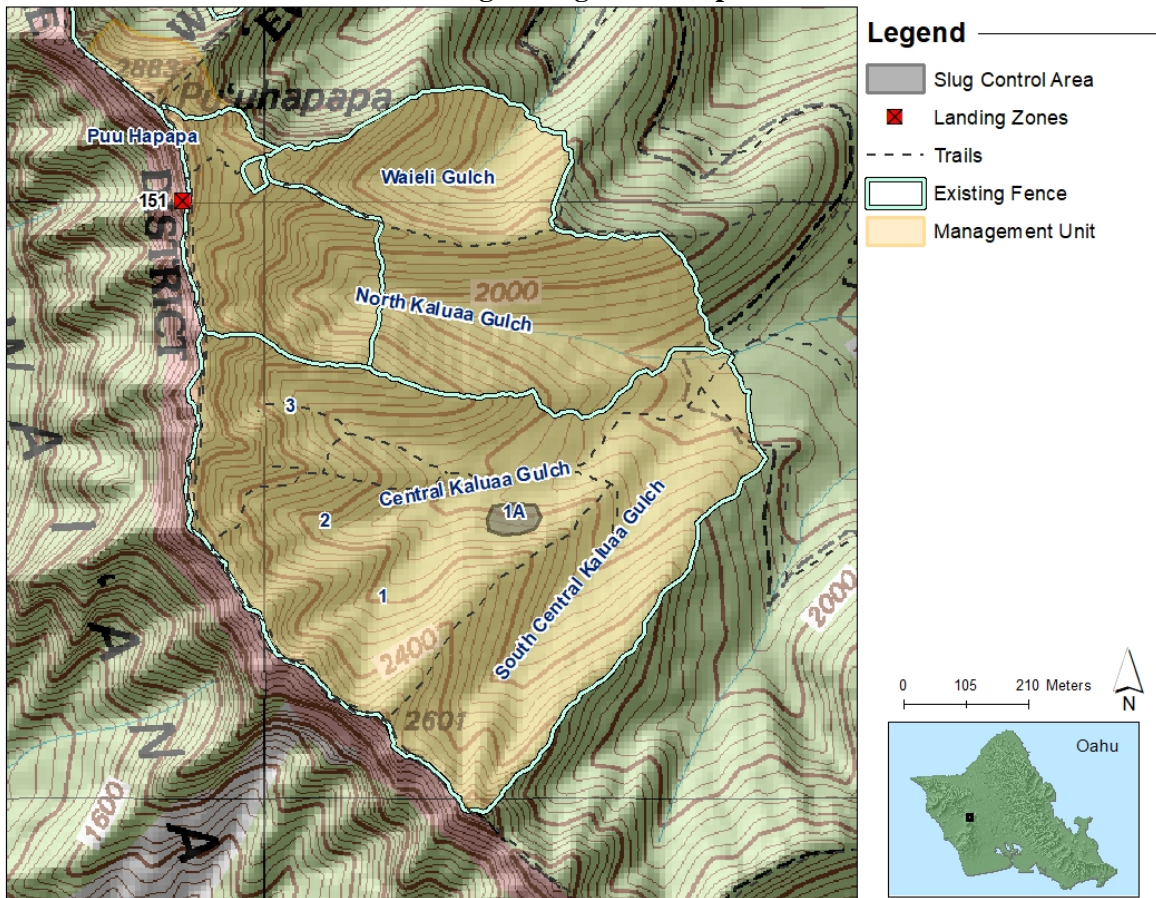 2883
Pu'uhapapa
Puu Hapapa
Waieli Gulch
151
DISTRICT
2000
North Kaluaa Gulch
3
Central Kaluaa Gulch
2
1A
1
South Central Kaluaa Gulch
2400
2601
2000
1600
W A I A N A
Legend
Slug Control Area
Landing Zones
Trails
Existing Fence
Management Unit
0 105 210 Meters
N
Oahu